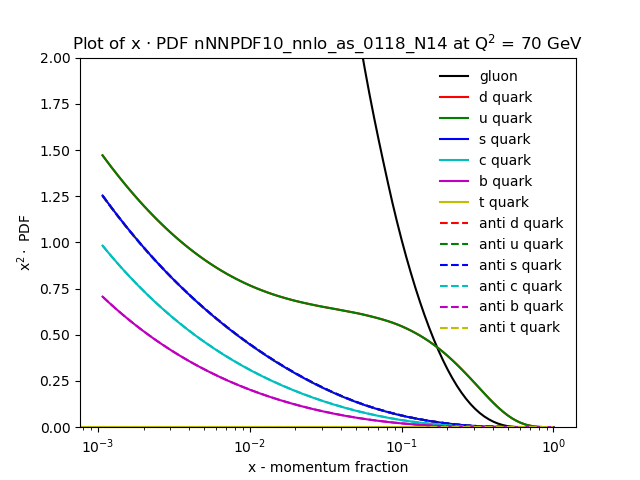 Plot of x · PDF nNNPDF10_nnlo_as_0118_N14 at Q² = 70 GeV
2.00
1.75
1.50
1.25
1.00
0.75
0.50
0.25
0.00
x²· PDF
gluon
d quark
u quark
s quark
c quark
b quark
t quark
anti d quark
anti u quark
anti s quark
anti c quark
anti b quark
anti t quark
10⁻³ 10⁻² 10⁻¹ 10⁰
x - momentum fraction